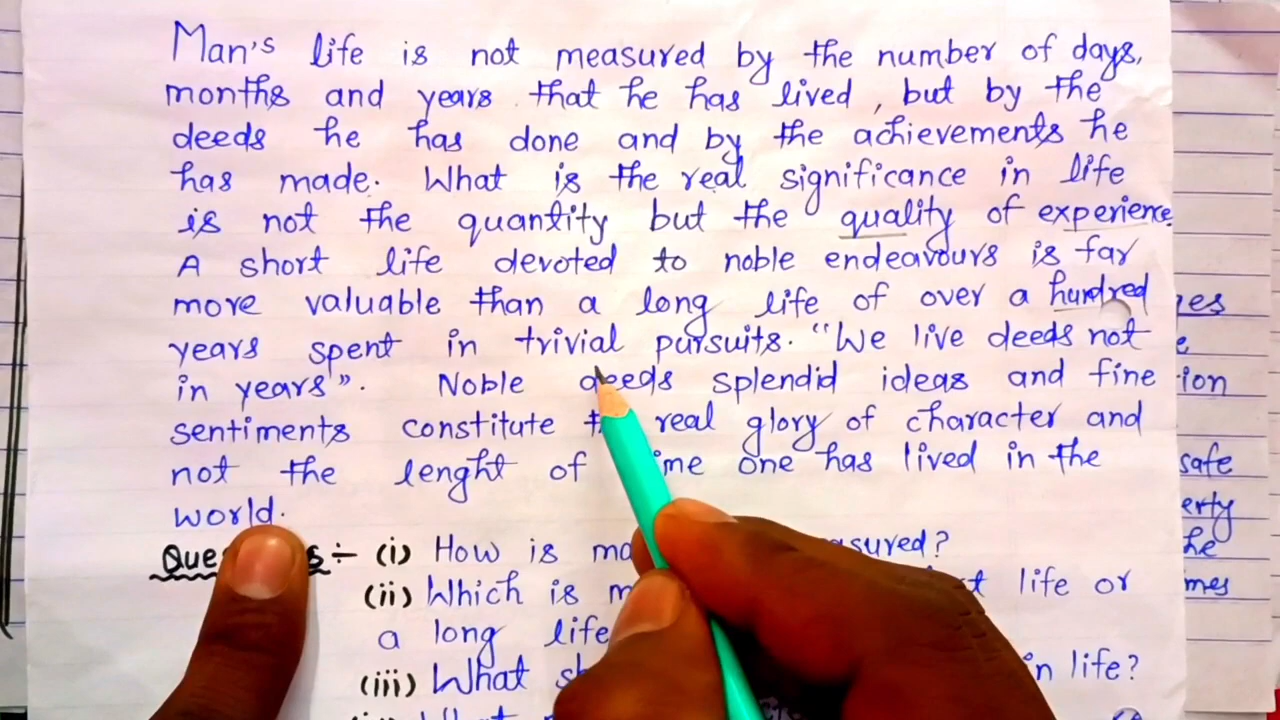 Man's life is not measured by the number of days,
months and years that he has lived, but by the
deeds he has done and by the achievements he
has made. What is the real significance in life
is not the quantity but the quality of experience
A short life devoted to noble endeavours is far
more valuable than a long life of over a hundred
years spent in trivial pursuits. "We live deeds not
in years". Noble deeds splendid ideas and fine
sentiments constitute real glory of character and
not the lenght of one has lived in the
world.
(i) How is
(ii) Which is life or
a long life
(iii) What in life?
safe